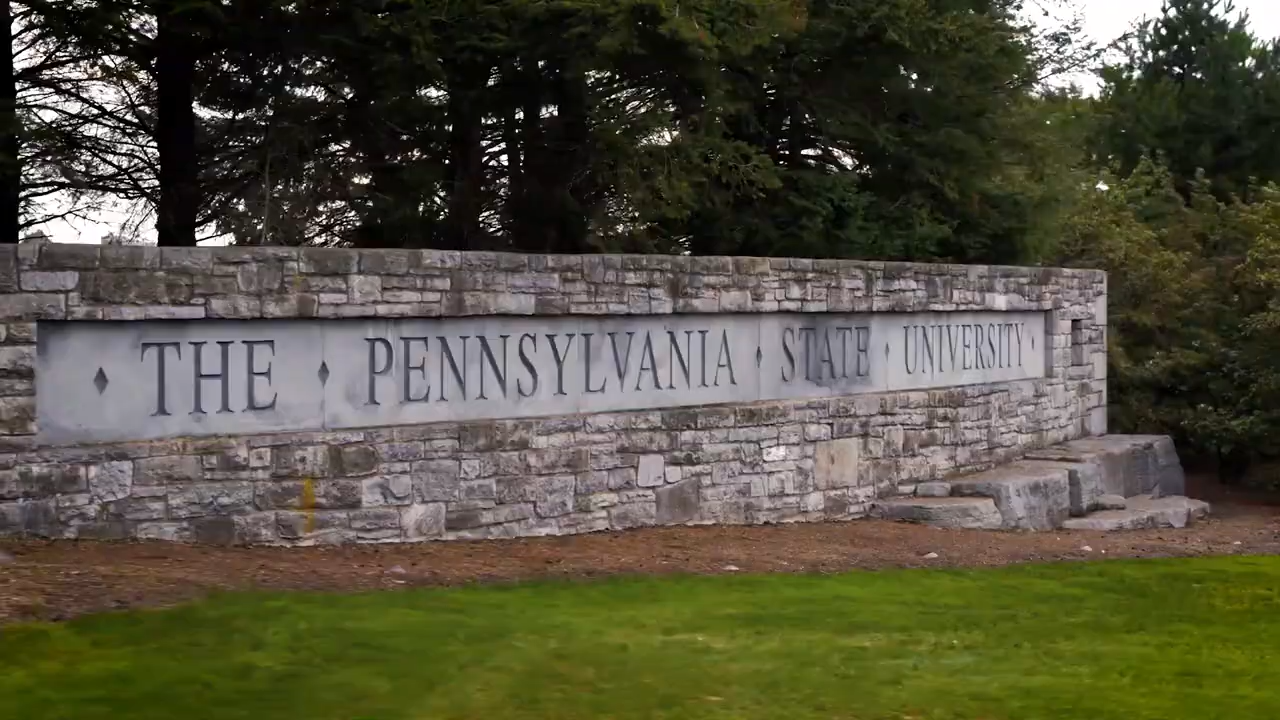 ♦ THE ♦ PENNSYLVANIA ♦ STATE ♦ UNIVERSITY ♦